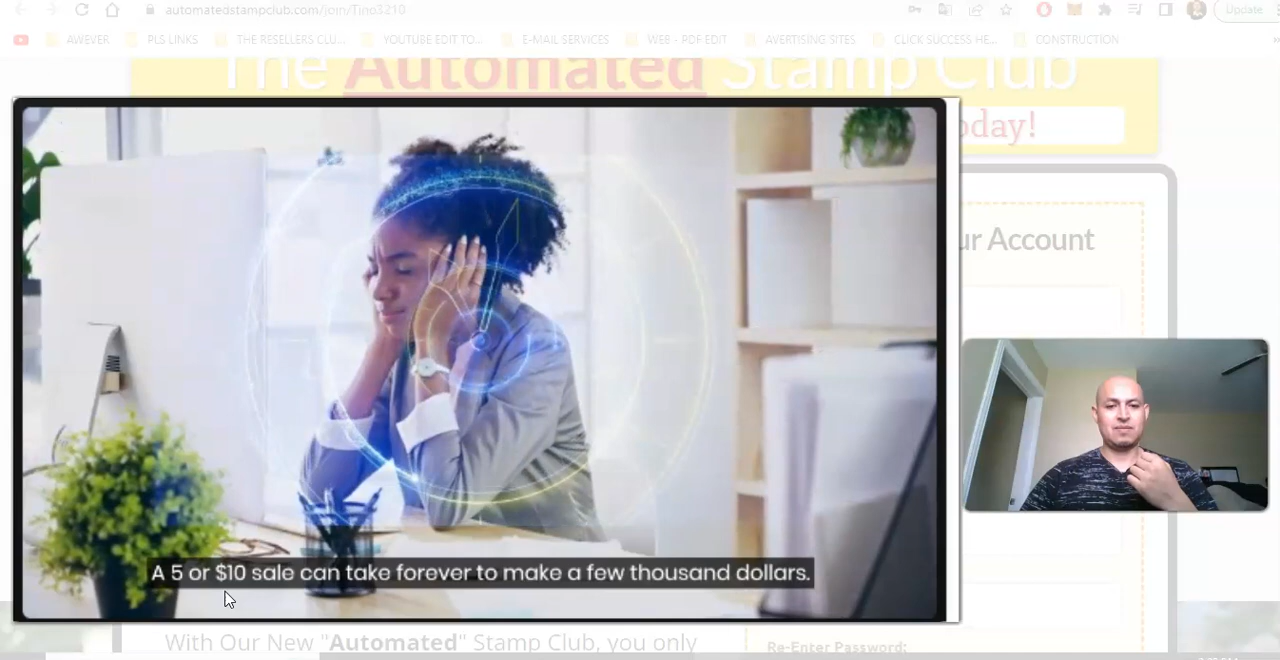 automatedstampclub.com/join/Tino3210
Update
AWEVER
PLS LINKS
THE RESELLERS CLU...
YOUTUBE EDIT TO...
E-MAIL SERVICES
WEB - PDF EDIT
AVERTISING SITES
CLICK SUCCESS HE...
CONSTRUCTION
The Automated Stamp Club
oday!
ur Account
A 5 or $10 sale can take forever to make a few thousand dollars.
With Our New "Automated" Stamp Club, you only
Re-Enter Password: